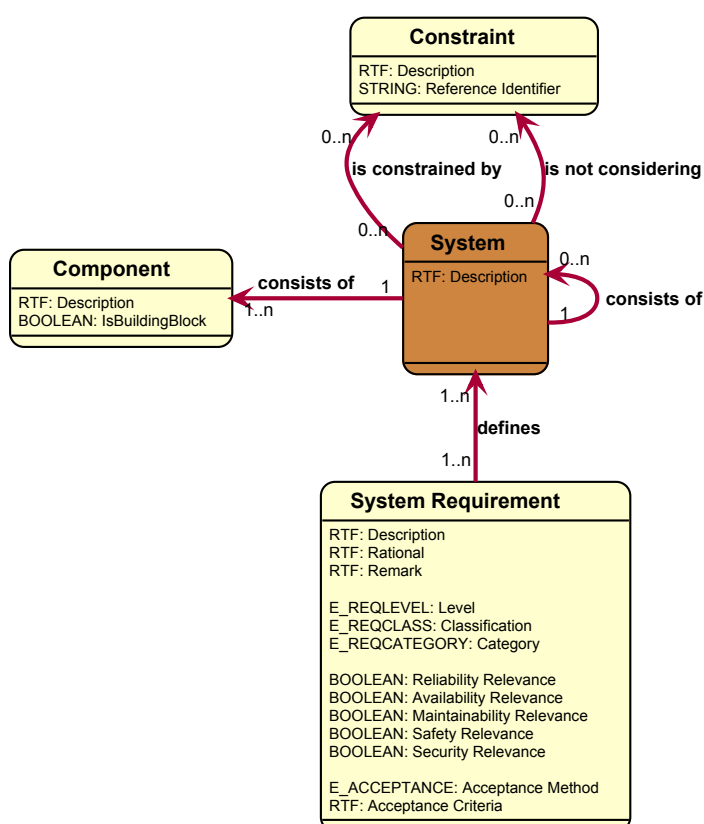 Constraint
RTF: Description
STRING: Reference Identifier
0..n
0..n
is constrained by
is not considering
0..n
0..n
System
RTF: Description
Component
RTF: Description
BOOLEAN: IsBuildingBlock
consists of
1
1..n
0..n
consists of
1
1..n
defines
1..n
System Requirement
RTF: Description
RTF: Rational
RTF: Remark
E_REQLEVEL: Level
E_REQCLASS: Classification
E_REQCATEGORY: Category
BOOLEAN: Reliability Relevance
BOOLEAN: Availability Relevance
BOOLEAN: Maintainability Relevance
BOOLEAN: Safety Relevance
BOOLEAN: Security Relevance
E_ACCEPTANCE: Acceptance Method
RTF: Acceptance Criteria